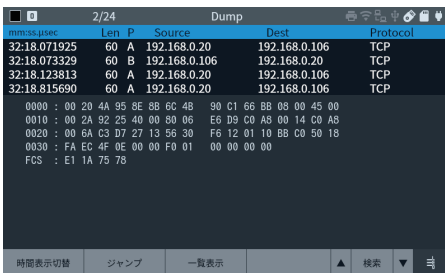 0 2/24 Dump
mm:ss.μsec Len P Source Dest Protocol
32:18.071925 60 A 192.168.0.20 192.168.0.106 TCP
32:18.073329 60 B 192.168.0.106 192.168.0.20 TCP
32:18.123813 60 A 192.168.0.20 192.168.0.106 TCP
32:18.815690 60 A 192.168.0.20 192.168.0.106 TCP
0000 : 00 20 4A 95 8E 8B 6C 4B 90 C1 66 BB 08 00 45 00
0010 : 00 2A 92 25 40 00 80 06 E6 D9 C0 A8 00 14 C0 A8
0020 : 00 6A C3 D7 27 13 56 30 F6 12 01 10 BB C0 50 18
0030 : FA EC 4F 0E 00 00 F0 01 00 00 00 00
FCS : E1 1A 75 78
時間表示切替 ジャンプ 一覧表示 ▲ 検索 ▼